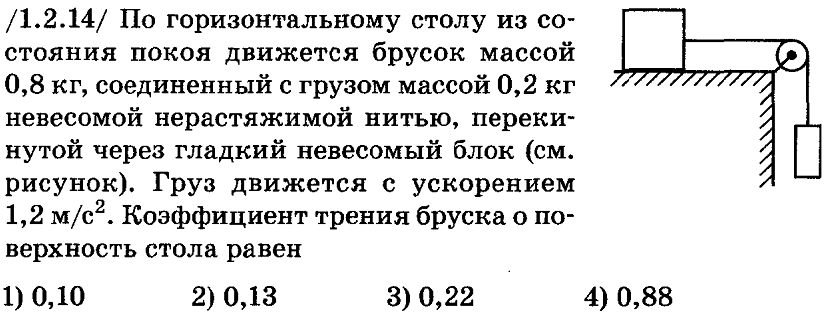 /1.2.14/ По горизонтальному столу из со-
стояния покоя движется брусок массой
0,8 кг, соединенный с грузом массой 0,2 кг
невесомой нерастяжимой нитью, переки-
нутой через гладкий невесомый блок (см.
рисунок). Груз движется с ускорением
1,2 м/с². Коэффициент трения бруска о по-
верхность стола равен
1) 0,10 2) 0,13 3) 0,22 4) 0,88